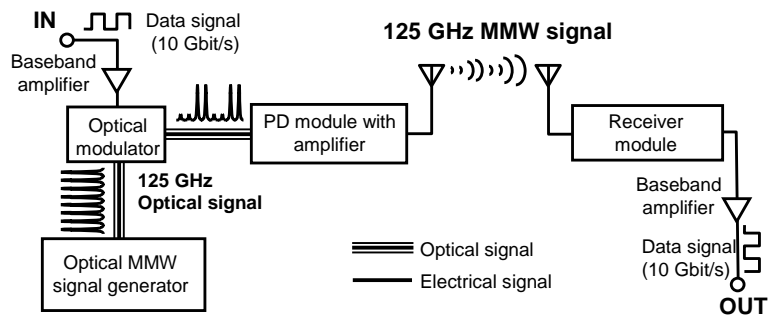 IN
Data signal
(10 Gbit/s)
Baseband
amplifier
125 GHz MMW signal
Optical
modulator
PD module with
amplifier
Receiver
module
125 GHz
Optical signal
Baseband
amplifier
Optical MMW
signal generator
Optical signal
Electrical signal
Data signal
(10 Gbit/s)
OUT